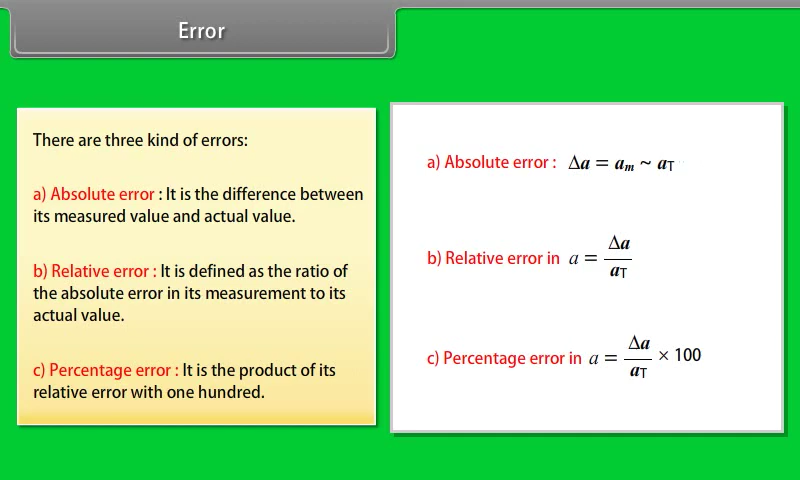 Error
There are three kind of errors:
a) Absolute error : It is the difference between
its measured value and actual value.
b) Relative error : It is defined as the ratio of
the absolute error in its measurement to its
actual value.
c) Percentage error : It is the product of its
relative error with one hundred.
a) Absolute error : Δa = aₘ ~ a_T
b) Relative error in a = Δa / a_T
c) Percentage error in a = Δa / a_T × 100